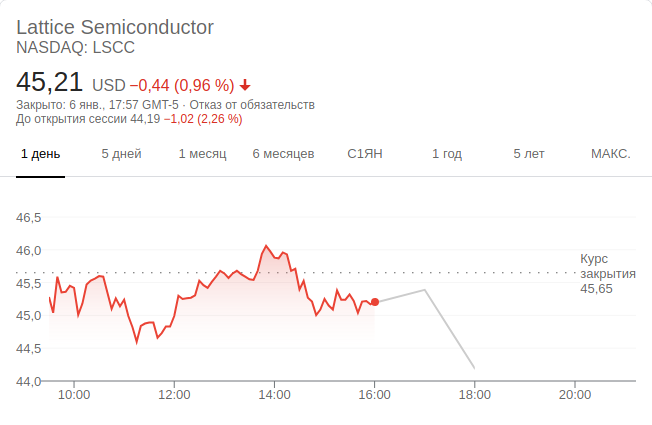 Lattice Semiconductor
NASDAQ: LSCC
45,21 USD −0,44 (0,96 %)
Закрыто: 6 янв., 17:57 GMT-5 · Отказ от обязательств
До открытия сессии 44,19 −1,02 (2,26 %)
1 день 5 дней 1 месяц 6 месяцев С1ЯН 1 год 5 лет МАКС.
46,5
46,0
45,5
45,0
44,5
44,0
Курс
закрытия
45,65
10:00 12:00 14:00 16:00 18:00 20:00